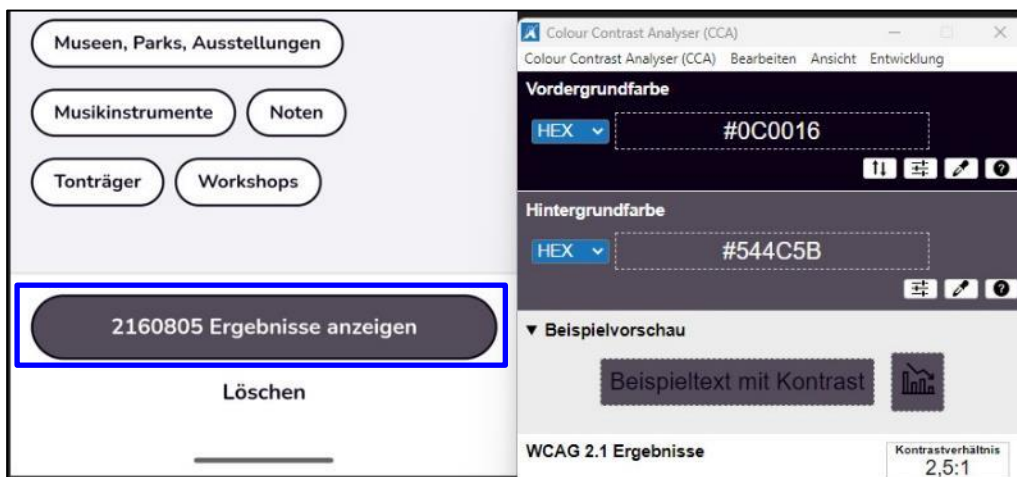 Museen, Parks, Ausstellungen
Musikinstrumente
Noten
Tonträger
Workshops
2160805 Ergebnisse anzeigen
Löschen
Colour Contrast Analyser (CCA)
Colour Contrast Analyser (CCA) Bearbeiten Ansicht Entwicklung
Vordergrundfarbe
HEX
#0C0016
Hintergrundfarbe
HEX
#544C5B
Beispielvorschau
Beispieltext mit Kontrast
WCAG 2.1 Ergebnisse
Kontrastverhältnis
2,5:1